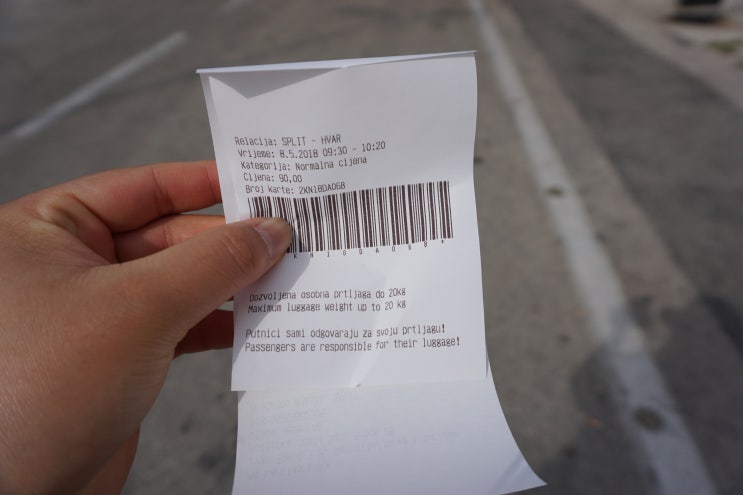 Relacija: SPLIT - HVAR
Vrijeme: 8.5.2018 09:30 - 10:20
Kategorija: Normalna cijena
Cijena: 90,00
Broj karte: 2KN18DAOGB
Dozvoljena osobna prtljaga do 20kg
Maximum luggage weight up to 20 kg
Putnici sami odgovaraju za svoju prtljagu!
Passengers are responsible for their luggage!